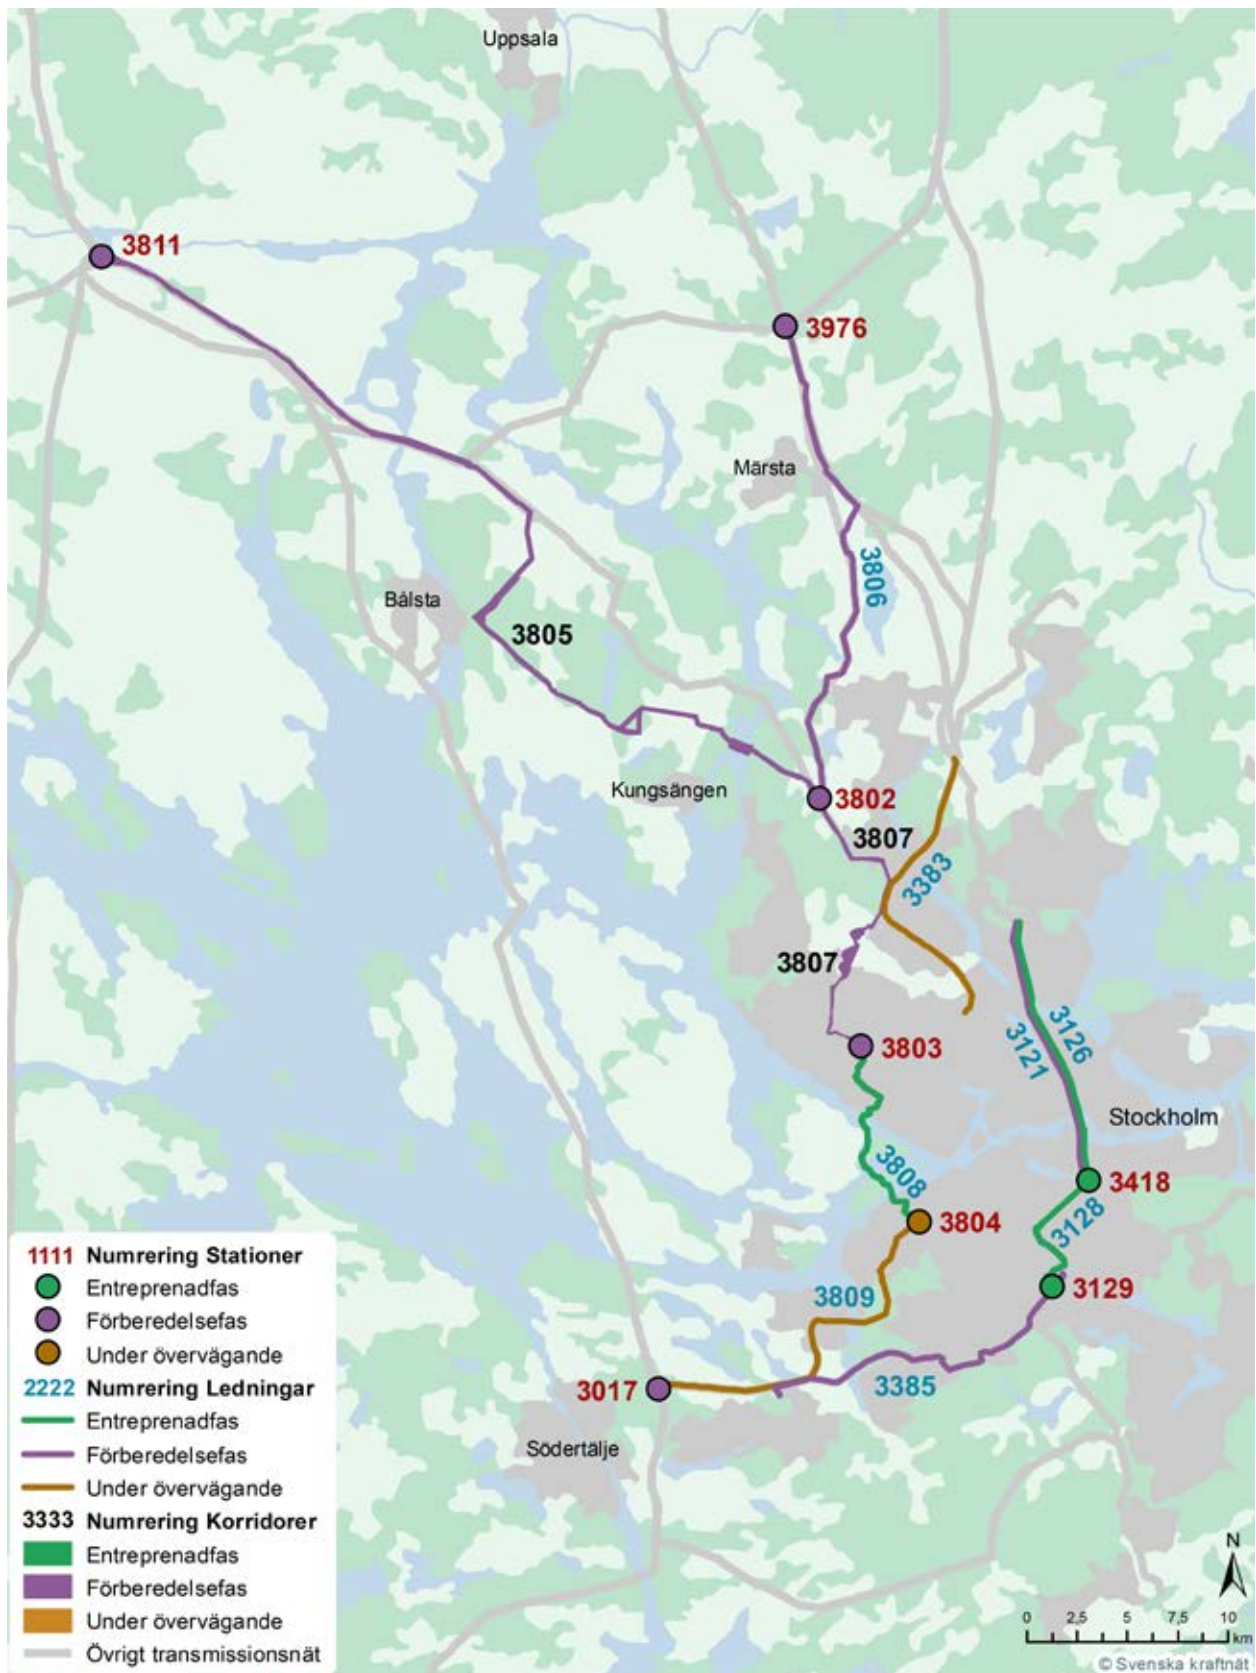 Uppsala
3811
3976
Märsta
3806
Bålsta
3805
Kungsängen
3802
3807
3383
3807
3126
3121
3803
Stockholm
3808
3418
3804
3128
3129
3809
3017
3385
Södertälje
1111 Numrering Stationer
Entreprenadfas
Förberedelsefas
Under övervägande
2222 Numrering Ledningar
Entreprenadfas
Förberedelsefas
Under övervägande
3333 Numrering Korridorer
Entreprenadfas
Förberedelsefas
Under övervägande
Övrigt transmissionsnät
N
0 2,5 5 7,5 10
km
© Svenska kraftnät